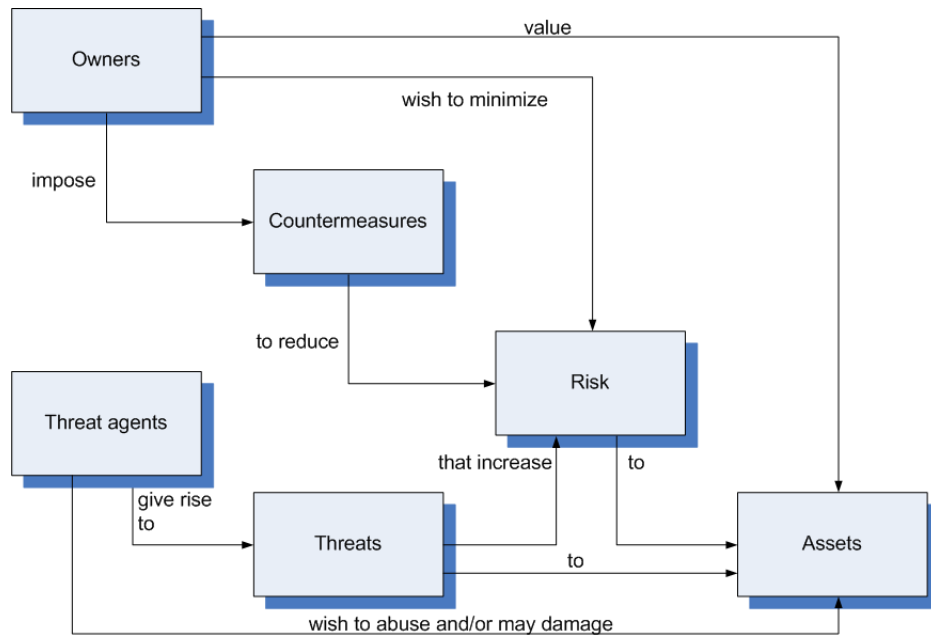 value
Owners
wish to minimize
impose
Countermeasures
to reduce
Risk
Threat agents
that increase
to
give rise
to
Threats
Assets
to
wish to abuse and/or may damage